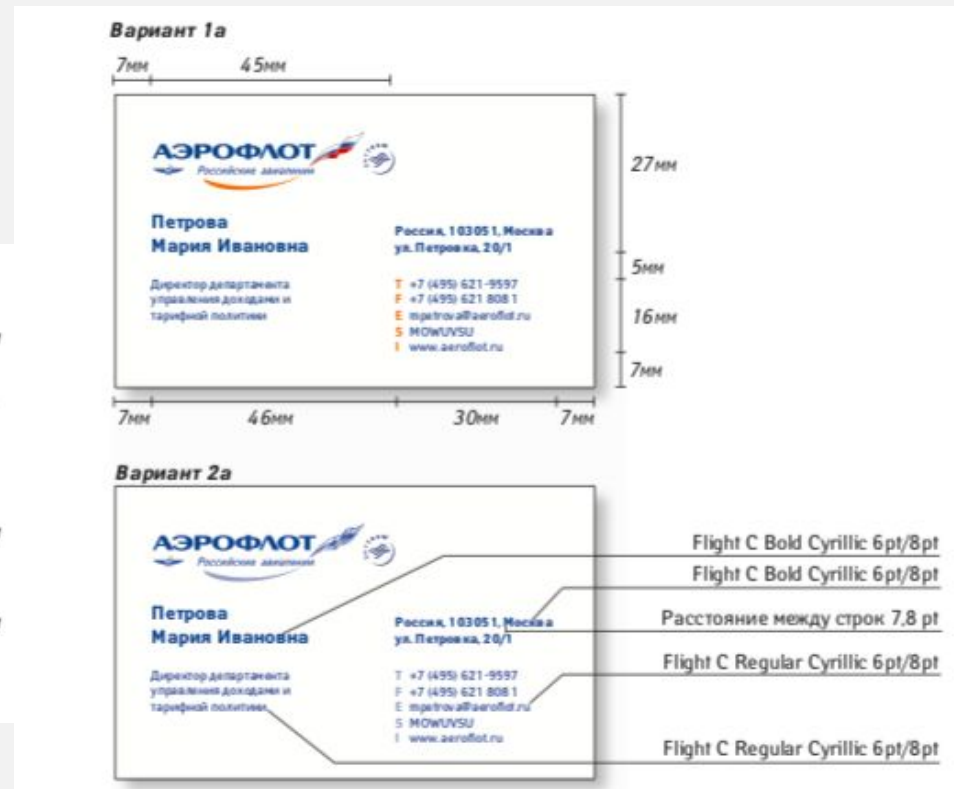 Вариант 1а
7мм 45мм
АЭРОФЛОТ
Российские авиалинии
27мм
5мм
16мм
7мм
Петрова
Мария Ивановна
Директор департамента
управления доходами и
тарифной политики
Россия, 103051, Москва
ул. Петровка, 20/1
T +7 (495) 621-9597
F +7 (495) 621 8081
E mpetrova@aeroflot.ru
S MOWUVSU
I www.aeroflot.ru
7мм 46мм 30мм 7мм
Вариант 2а
АЭРОФЛОТ
Российские авиалинии
Петрова
Мария Ивановна
Директор департамента
управления доходами и
тарифной политики
Россия, 103051, Москва
ул. Петровка, 20/1
T +7 (495) 621-9597
F +7 (495) 621 8081
E mpetrova@aeroflot.ru
S MOWUVSU
I www.aeroflot.ru
Flight C Bold Cyrillic 6pt/8pt
Flight C Bold Cyrillic 6pt/8pt
Расстояние между строк 7,8 pt
Flight C Regular Cyrillic 6pt/8pt
Flight C Regular Cyrillic 6pt/8pt